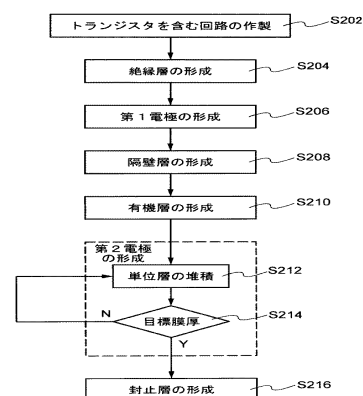 トランジスタを含む回路の作製
S202
絶縁層の形成
S204
第1電極の形成
S206
隔壁層の形成
S208
有機層の形成
S210
第2電極
の形成
単位層の堆積
S212
N
目標膜厚
S214
Y
封止層の形成
S216